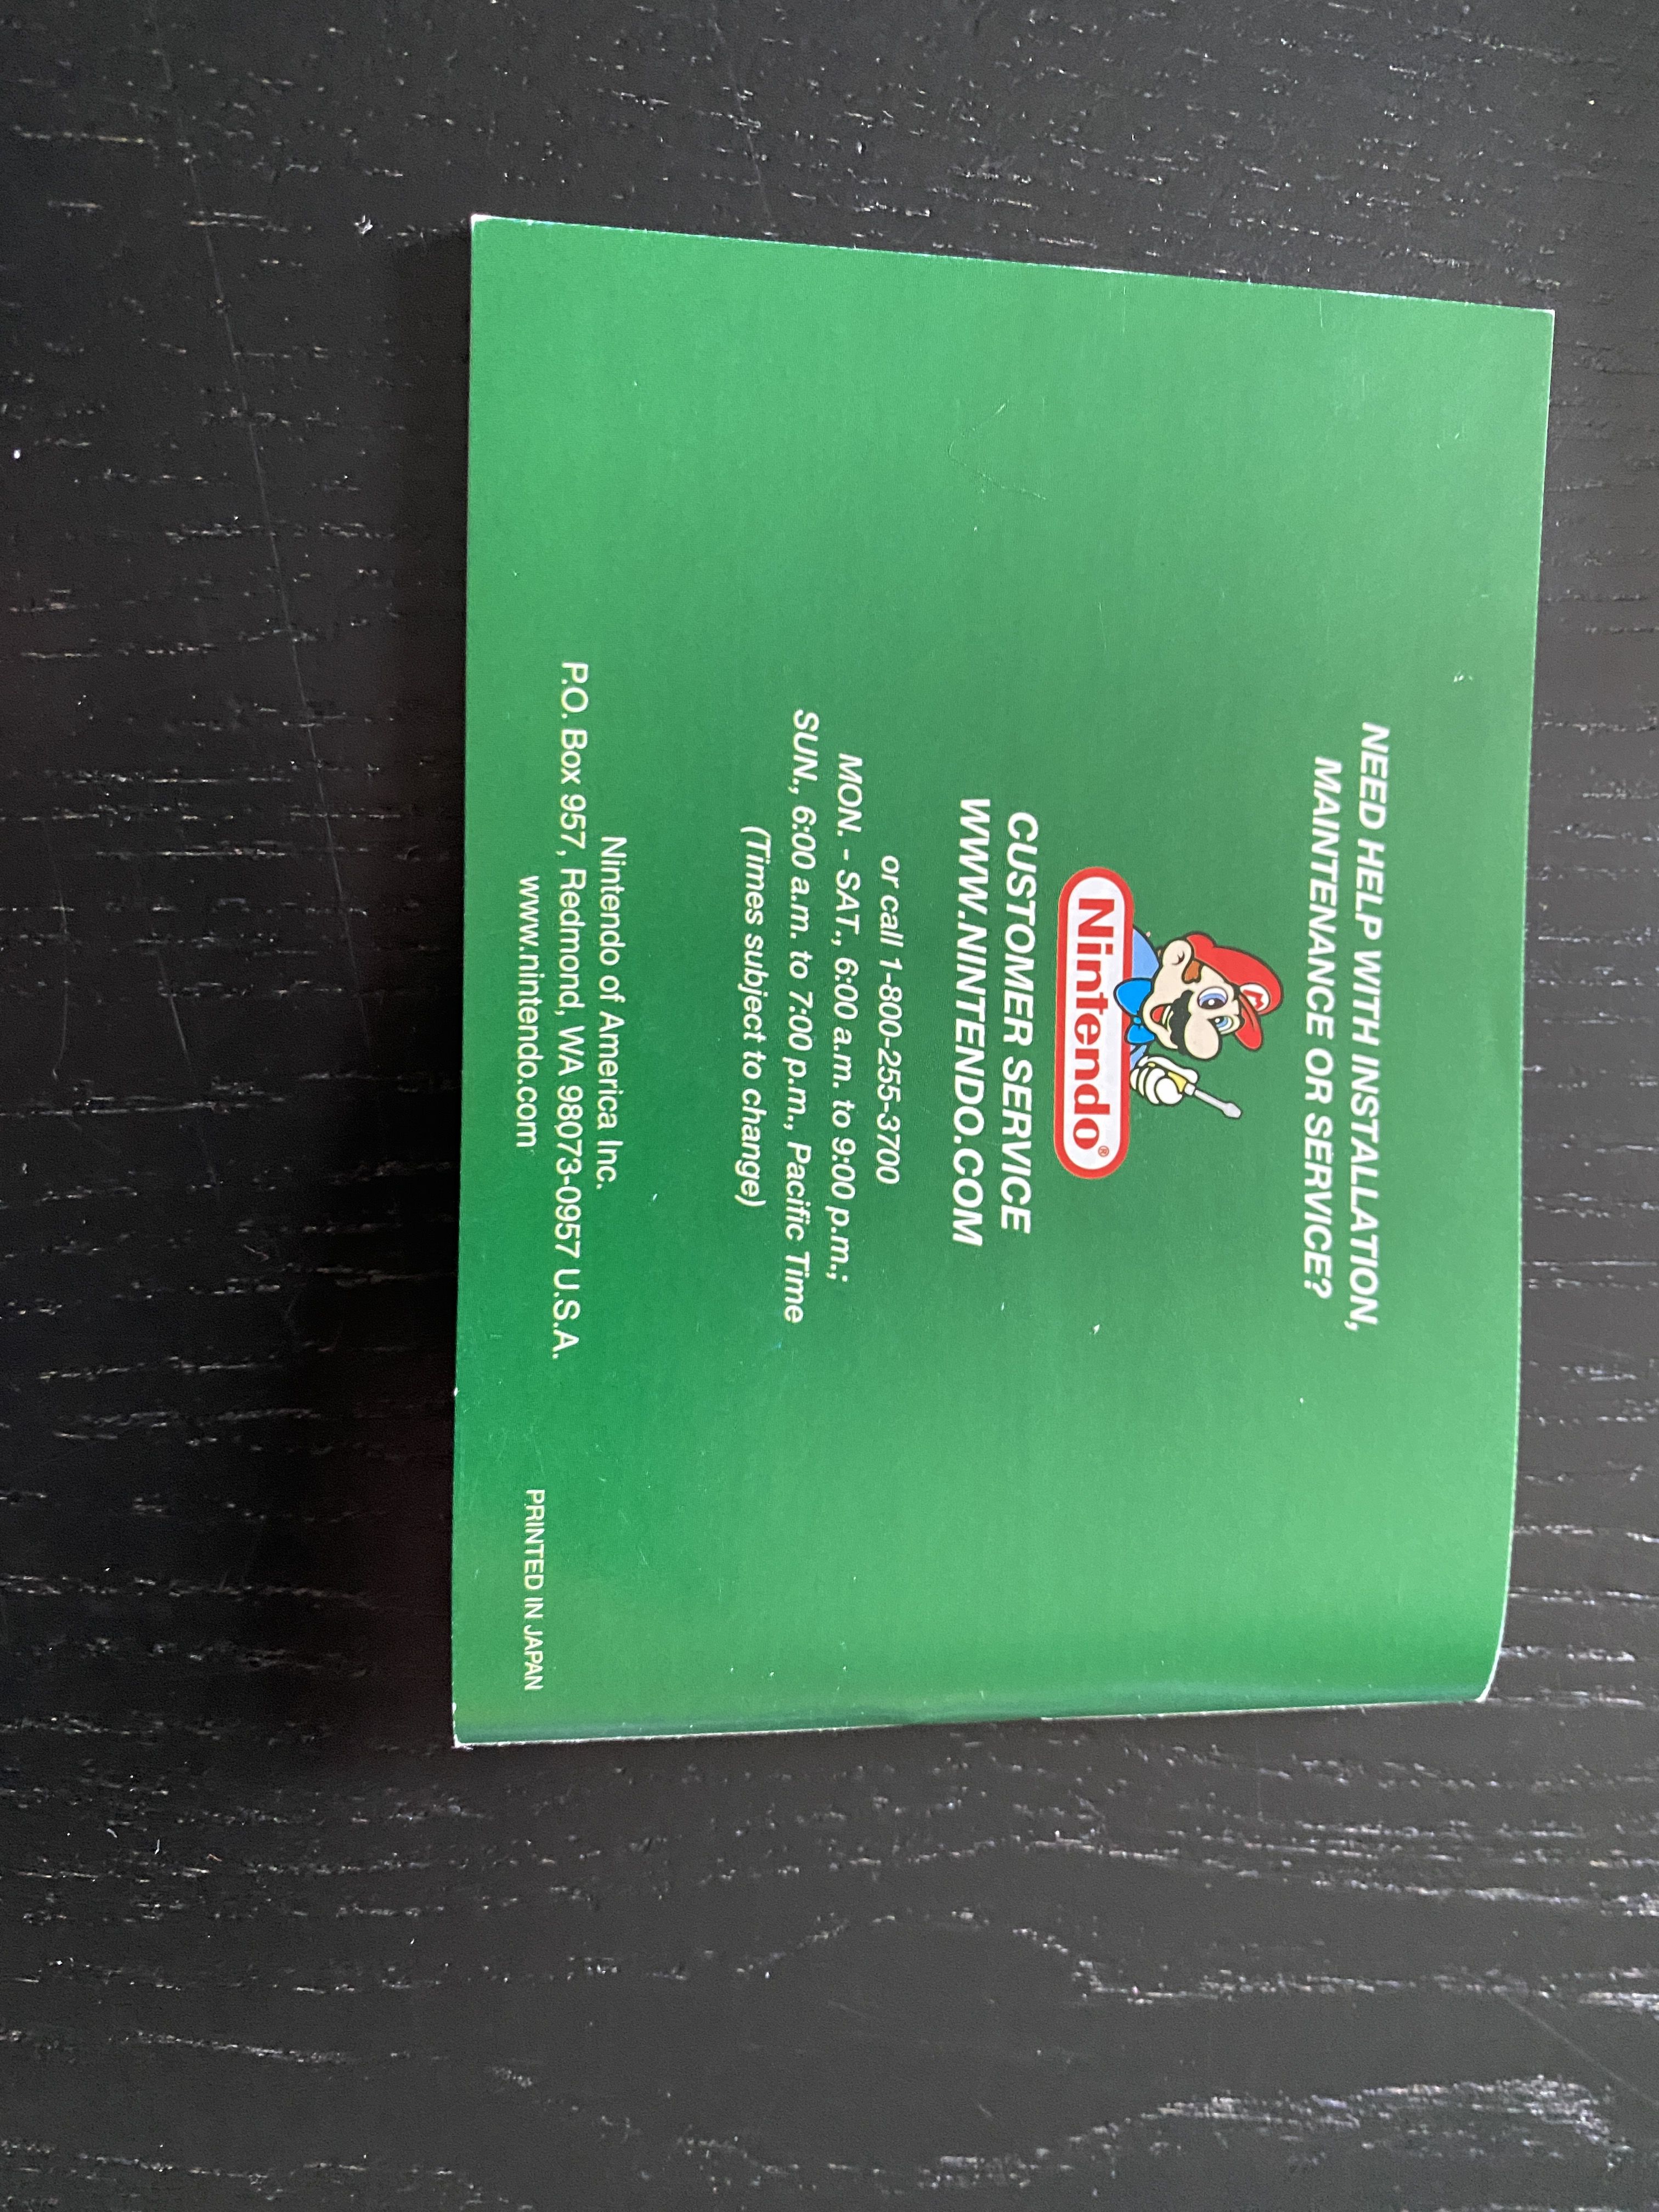 NEED HELP WITH INSTALLATION,
MAINTENANCE OR SERVICE?
Nintendo®
CUSTOMER SERVICE
WWW.NINTENDO.COM
or call 1-800-255-3700
MON. - SAT., 6:00 a.m. to 9:00 p.m.;
SUN., 6:00 a.m. to 7:00 p.m., Pacific Time
(Times subject to change)
Nintendo of America Inc.
P.O. Box 957, Redmond, WA 98073-0957 U.S.A.
www.nintendo.com
PRINTED IN JAPAN